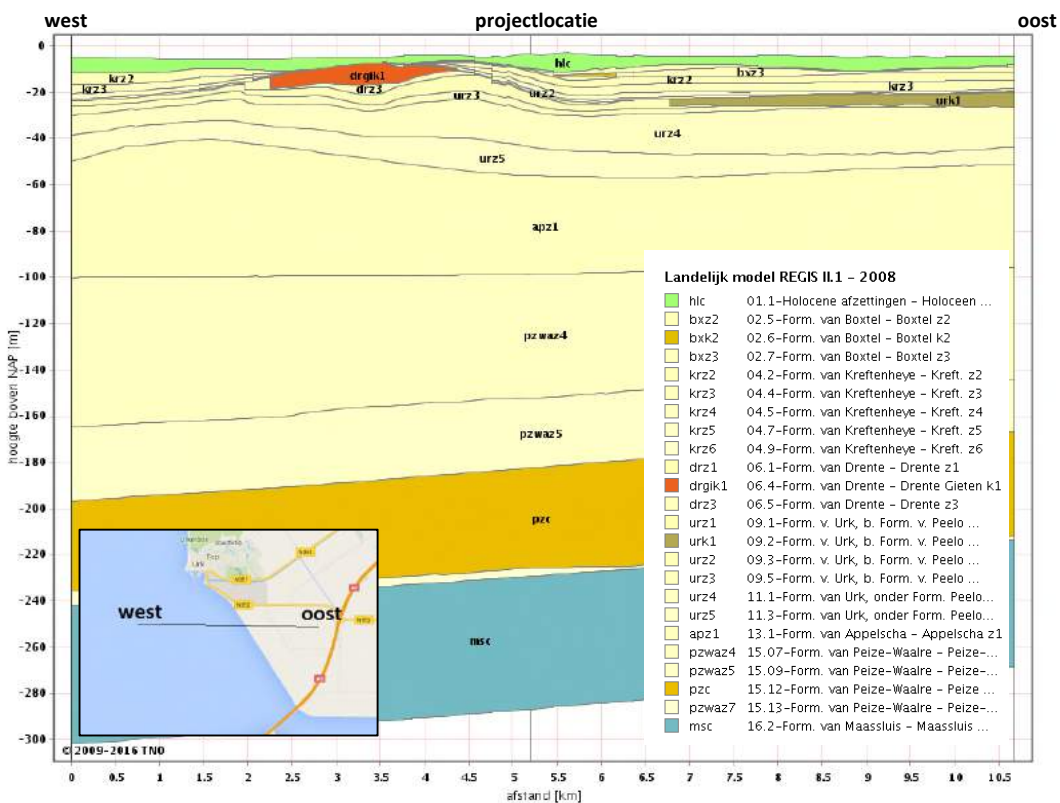 west projectlocatie oost
hoogte boven NAP [m]
0
-20
-40
-60
-80
-100
-120
-140
-160
-180
-200
-220
-240
-260
-280
-300
hlc
krz2
krz3
drgik1
drz3
urz3
urz2
krz2
bxz3
krz3
urk1
urz4
urz5
apz1
pzwaz4
pzwaz5
pzc
msc
Landelijk model REGIS II.1 - 2008
hlc 01.1-Holocene afzettingen - Holoceen ...
bxz2 02.5-Form. van Boxtel - Boxtel z2
bxk2 02.6-Form. van Boxtel - Boxtel k2
bxz3 02.7-Form. van Boxtel - Boxtel z3
krz2 04.2-Form. van Kreftenheye - Kreft. z2
krz3 04.4-Form. van Kreftenheye - Kreft. z3
krz4 04.5-Form. van Kreftenheye - Kreft. z4
krz5 04.7-Form. van Kreftenheye - Kreft. z5
krz6 04.9-Form. van Kreftenheye - Kreft. z6
drz1 06.1-Form. van Drente - Drente z1
drgik1 06.4-Form. van Drente - Drente Gieten k1
drz3 06.5-Form. van Drente - Drente z3
urz1 09.1-Form. v. Urk, b. Form. v. Peelo ...
urk1 09.2-Form. v. Urk, b. Form. v. Peelo ...
urz2 09.3-Form. v. Urk, b. Form. v. Peelo ...
urz3 09.5-Form. v. Urk, b. Form. v. Peelo ...
urz4 11.1-Form. van Urk, onder Form. Peelo...
urz5 11.3-Form. van Urk, onder Form. Peelo...
apz1 13.1-Form. van Appelscha - Appelscha z1
pzwaz4 15.07-Form. van Peize-Waalre - Peize-...
pzwaz5 15.09-Form. van Peize-Waalre - Peize-...
pzc 15.12-Form. van Peize-Waalre - Peize ...
pzwaz7 15.13-Form. van Peize-Waalre - Peize-...
msc 16.2-Form. van Maassluis - Maassluis ...
Urk
Top
west oost
© 2009-2016 TNO
0 0.5 1 1.5 2 2.5 3 3.5 4 4.5 5 5.5 6 6.5 7 7.5 8 8.5 9 9.5 10 10.5
afstand [km]